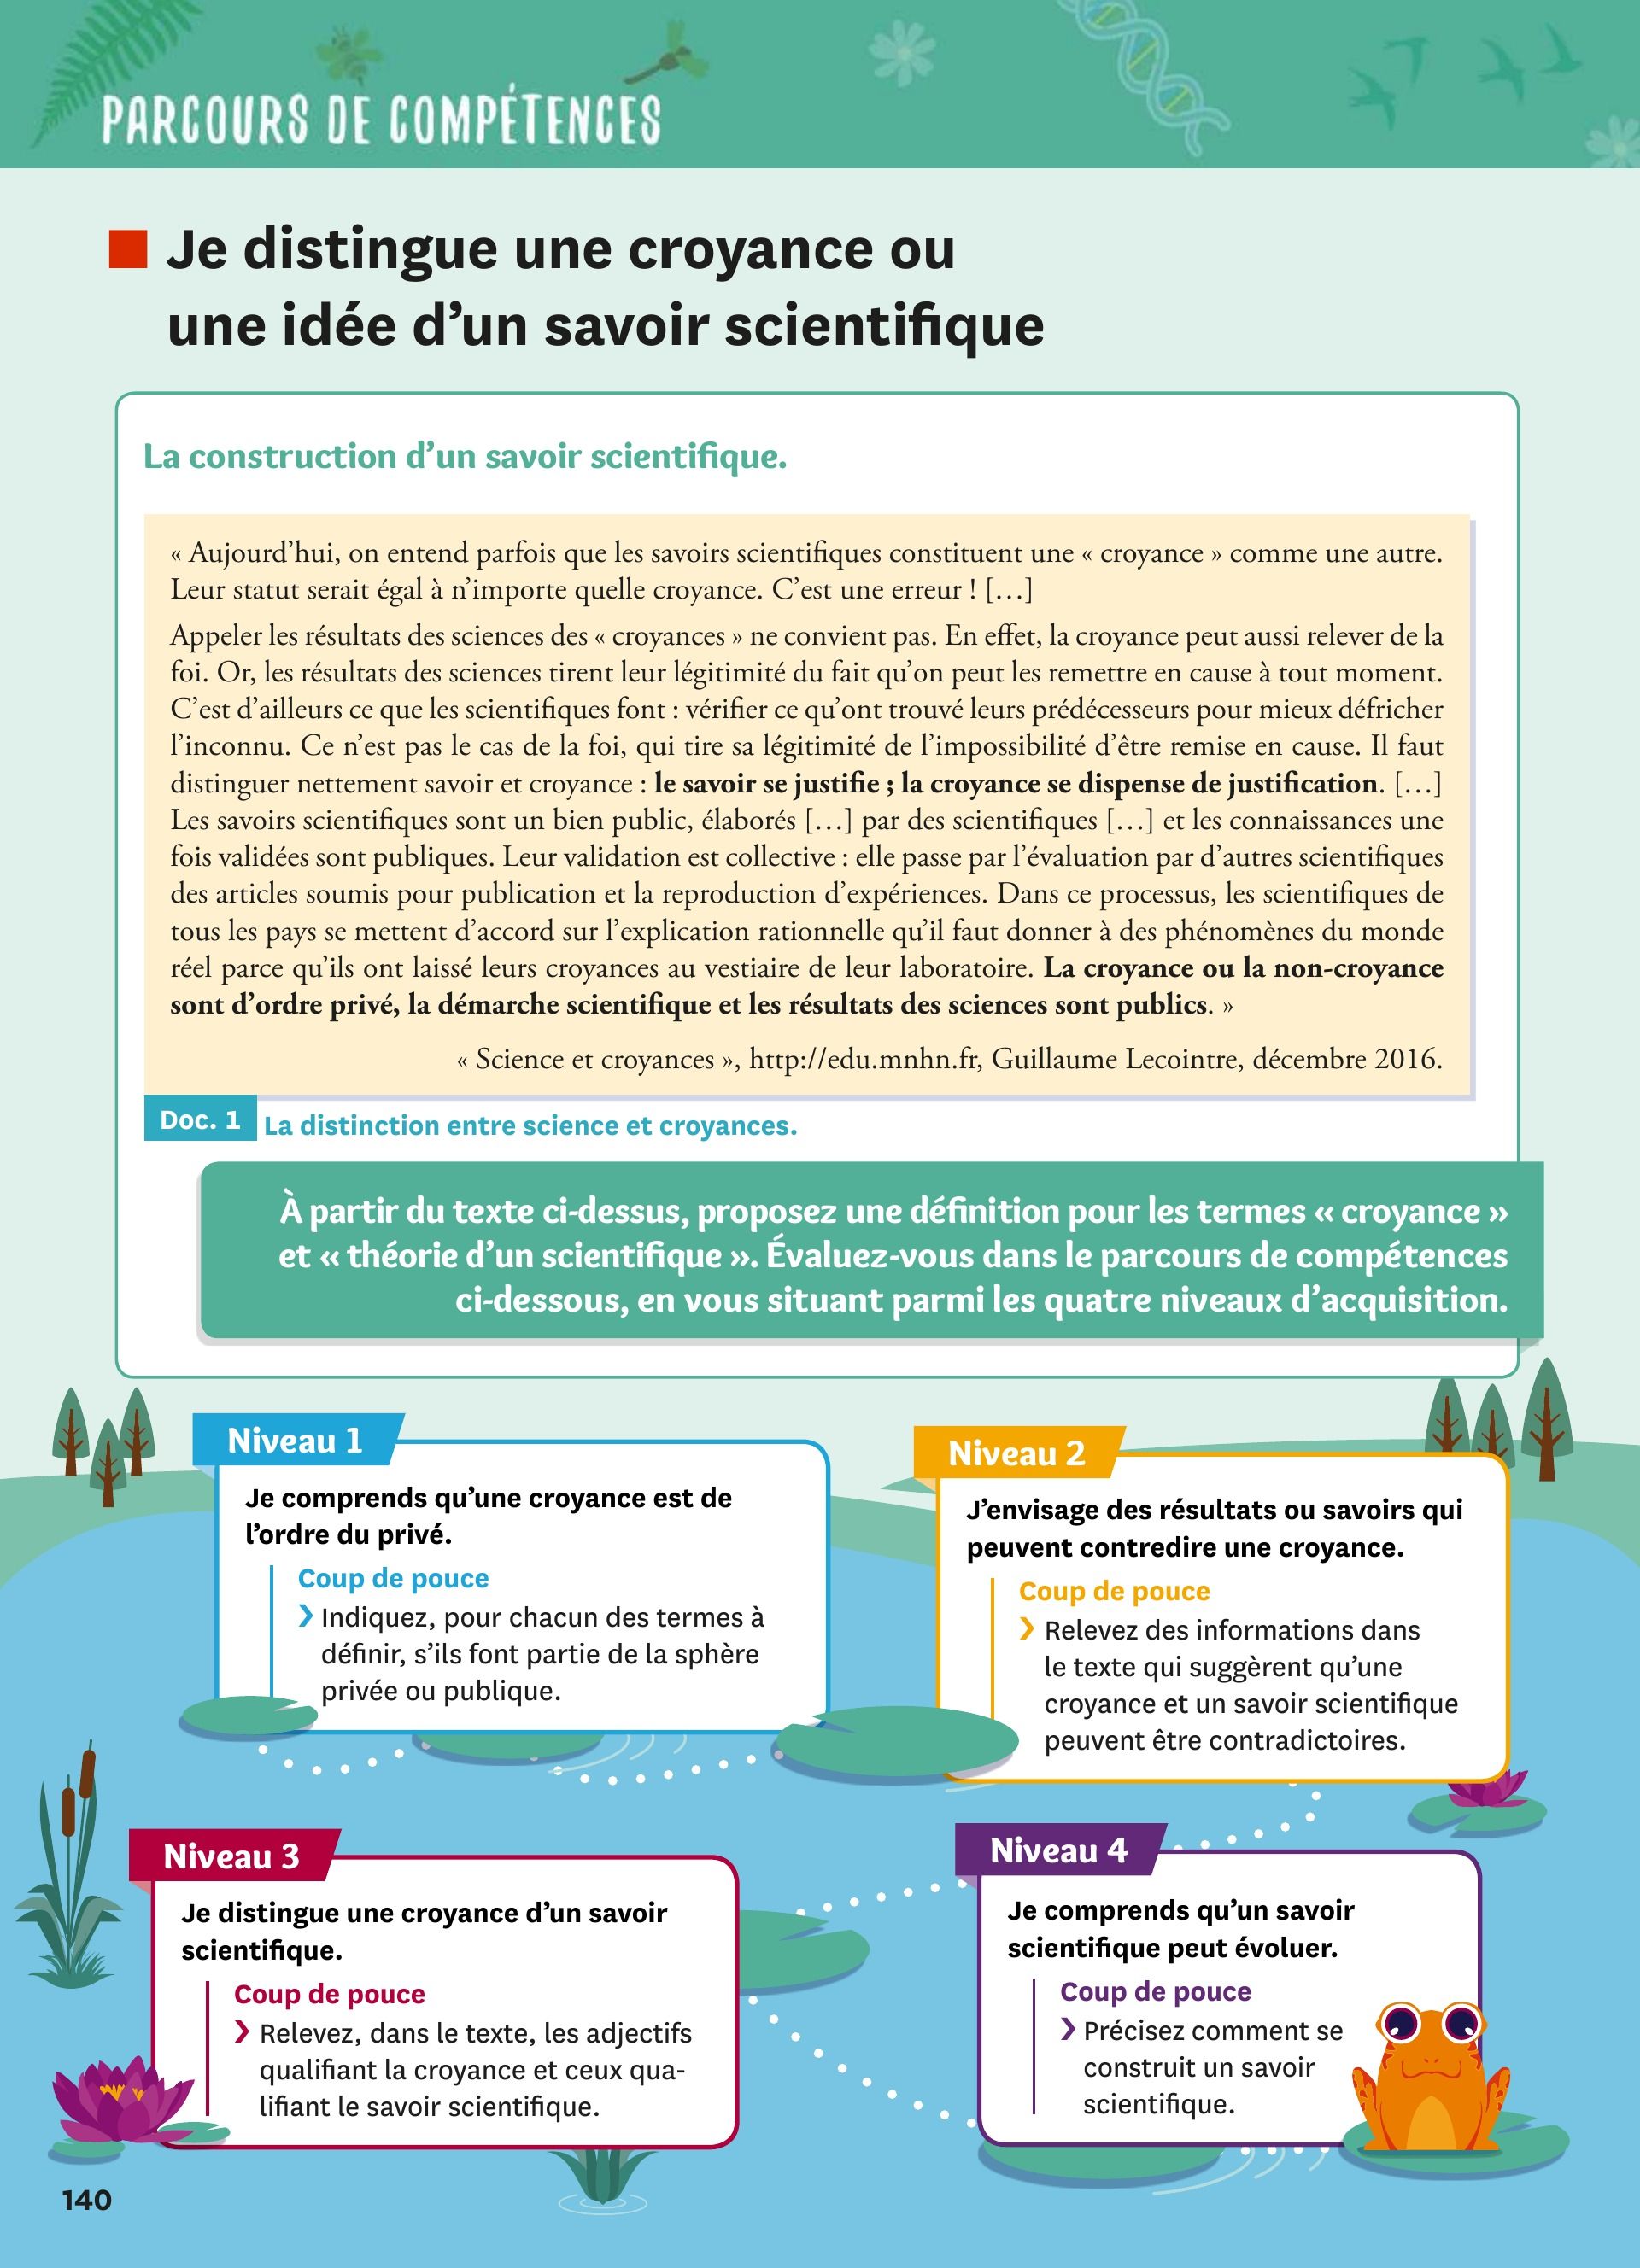 PARCOURS DE COMPÉTENCES
Je distingue une croyance ou
une idée d’un savoir scientifique
La construction d’un savoir scientifique.
« Aujourd’hui, on entend parfois que les savoirs scientifiques constituent une « croyance » comme une autre.
Leur statut serait égal à n’importe quelle croyance. C’est une erreur ! […]
Appeler les résultats des sciences des « croyances » ne convient pas. En effet, la croyance peut aussi relever de la
foi. Or, les résultats des sciences tirent leur légitimité du fait qu’on peut les remettre en cause à tout moment.
C’est d’ailleurs ce que les scientifiques font : vérifier ce qu’ont trouvé leurs prédécesseurs pour mieux défricher
l’inconnu. Ce n’est pas le cas de la foi, qui tire sa légitimité de l’impossibilité d’être remise en cause. Il faut
distinguer nettement savoir et croyance : le savoir se justifie ; la croyance se dispense de justification. […]
Les savoirs scientifiques sont un bien public, élaborés […] par des scientifiques […] et les connaissances une
fois validées sont publiques. Leur validation est collective : elle passe par l’évaluation par d’autres scientifiques
des articles soumis pour publication et la reproduction d’expériences. Dans ce processus, les scientifiques de
tous les pays se mettent d’accord sur l’explication rationnelle qu’il faut donner à des phénomènes du monde
réel parce qu’ils ont laissé leurs croyances au vestiaire de leur laboratoire. La croyance ou la non-croyance
sont d’ordre privé, la démarche scientifique et les résultats des sciences sont publics. »
« Science et croyances », http://edu.mnhn.fr, Guillaume Lecointre, décembre 2016.
Doc. 1 La distinction entre science et croyances.
À partir du texte ci-dessus, proposez une définition pour les termes « croyance »
et « théorie d’un scientifique ». Évaluez-vous dans le parcours de compétences
ci-dessous, en vous situant parmi les quatre niveaux d’acquisition.
Niveau 1
Je comprends qu’une croyance est de
l’ordre du privé.
Coup de pouce
› Indiquez, pour chacun des termes à
définir, s’ils font partie de la sphère
privée ou publique.
Niveau 2
J’envisage des résultats ou savoirs qui
peuvent contredire une croyance.
Coup de pouce
› Relevez des informations dans
le texte qui suggèrent qu’une
croyance et un savoir scientifique
peuvent être contradictoires.
Niveau 3
Je distingue une croyance d’un savoir
scientifique.
Coup de pouce
› Relevez, dans le texte, les adjectifs
qualifiant la croyance et ceux qua-
lifiant le savoir scientifique.
Niveau 4
Je comprends qu’un savoir
scientifique peut évoluer.
Coup de pouce
› Précisez comment se
construit un savoir
scientifique.
140